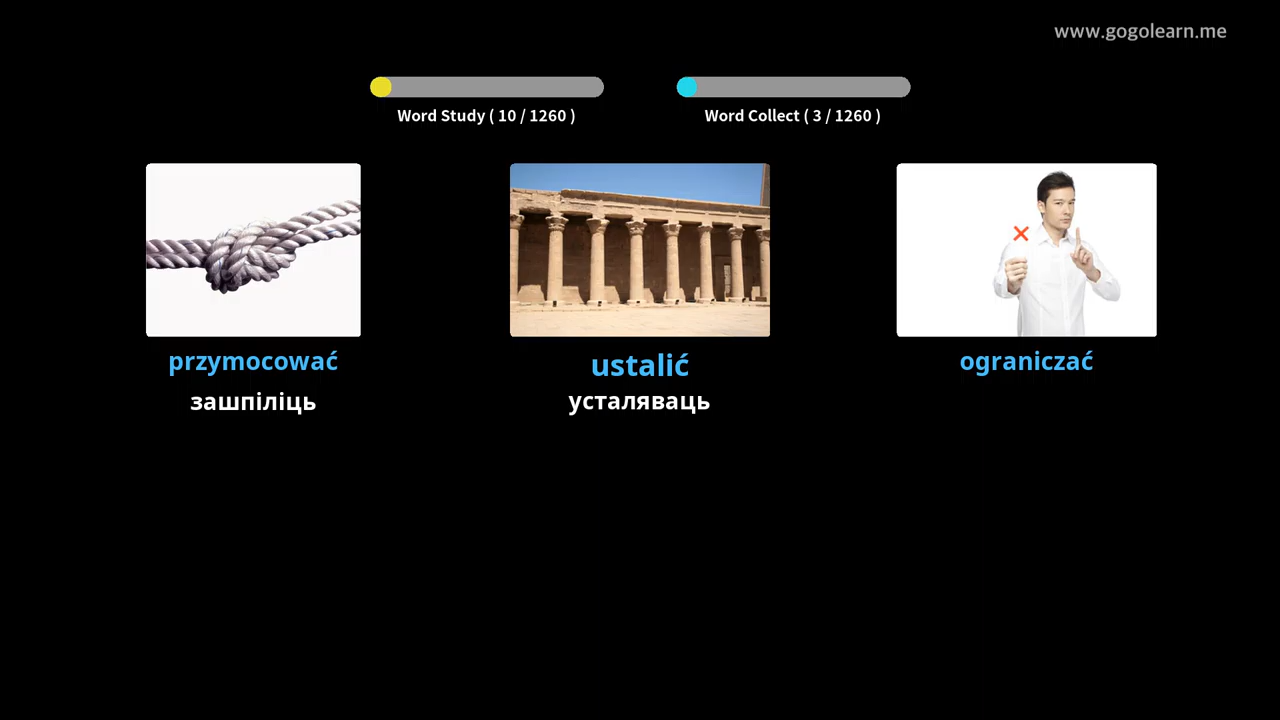 www.gogolearn.me
Word Study ( 10 / 1260 )
Word Collect ( 3 / 1260 )
przymocować
ustalić
ograniczać
зашпіліць
усталяваць